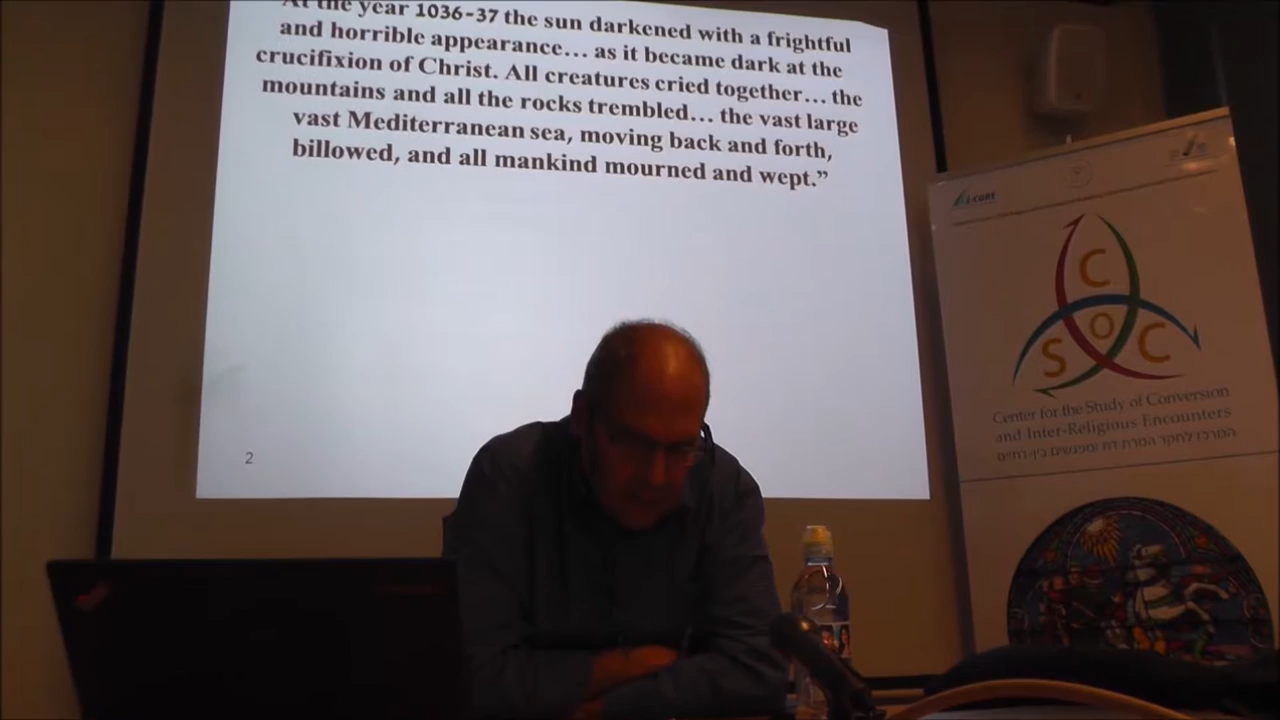 At the year 1036-37 the sun darkened with a frightful
and horrible appearance… as it became dark at the
crucifixion of Christ. All creatures cried together… the
mountains and all the rocks trembled… the vast large
vast Mediterranean sea, moving back and forth,
billowed, and all mankind mourned and wept.”
2
I-CORE
C
S O C
Center for the Study of Conversion
and Inter-Religious Encounters
המרכז לחקר המרת דת ומפגשים בין-דתיים